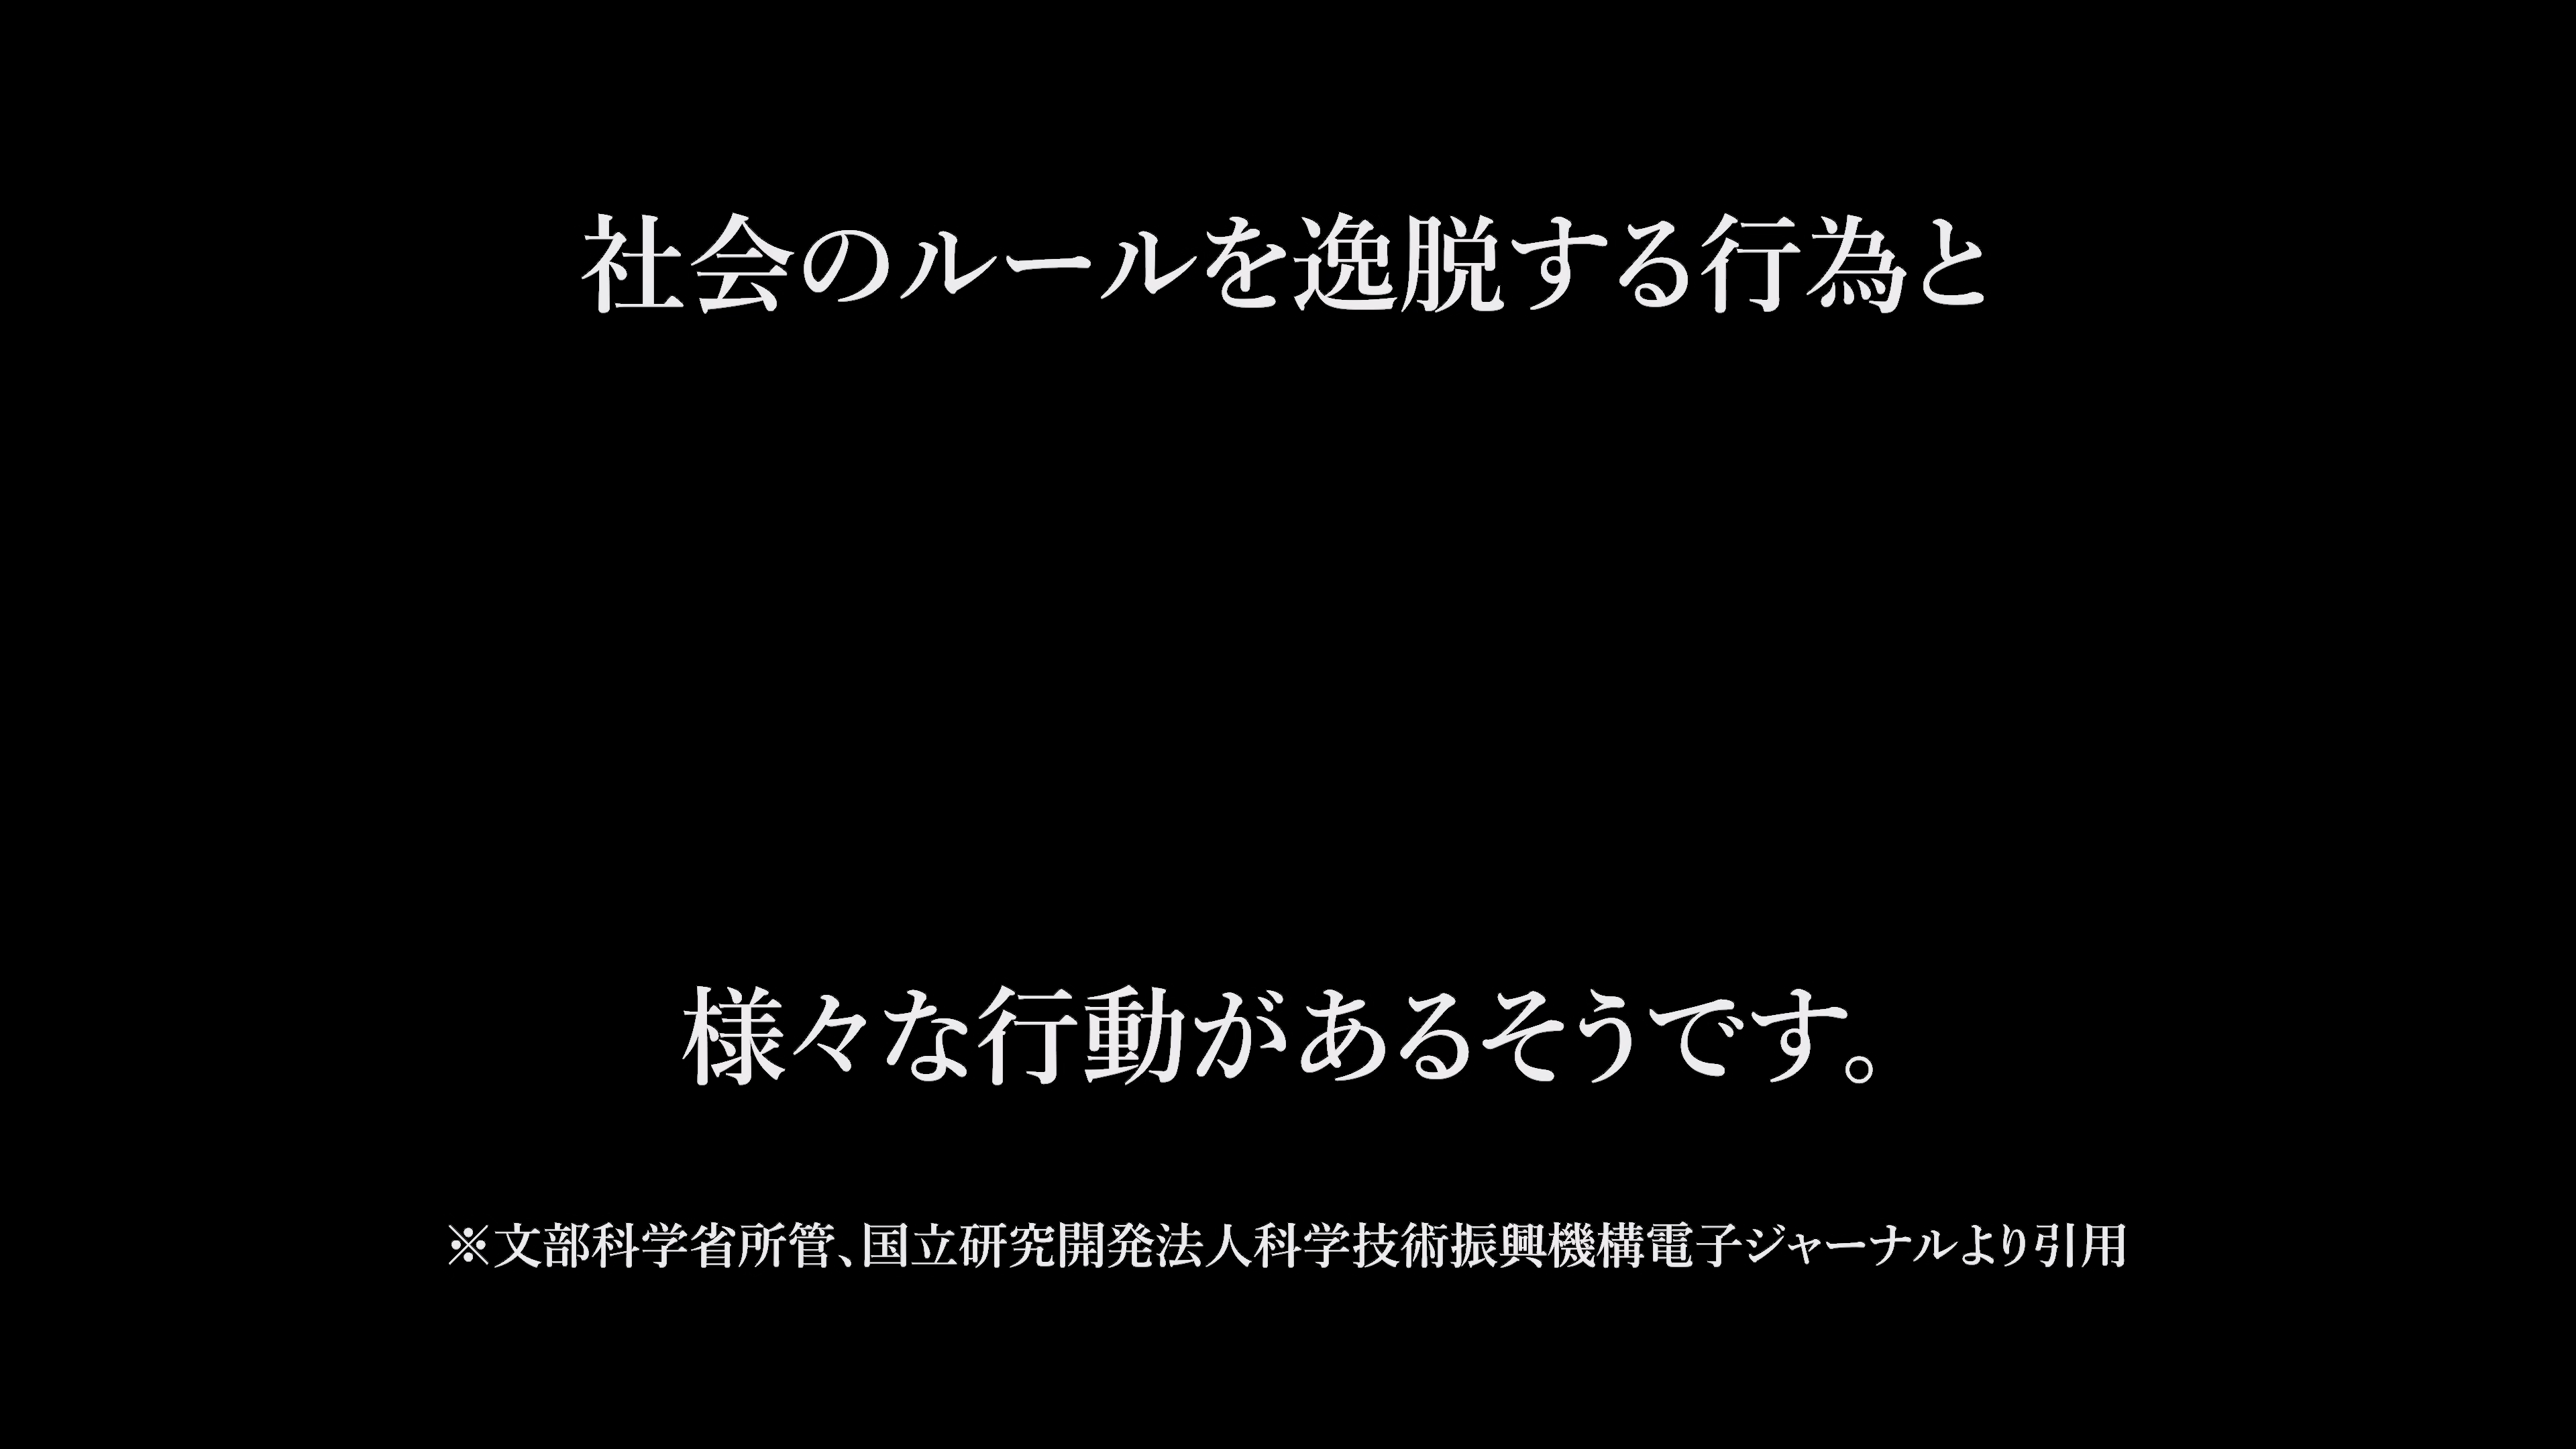 社会のルールを逸脱する行為と
様々な行動があるそうです。
※文部科学省所管、国立研究開発法人科学技術振興機構電子ジャーナルより引用